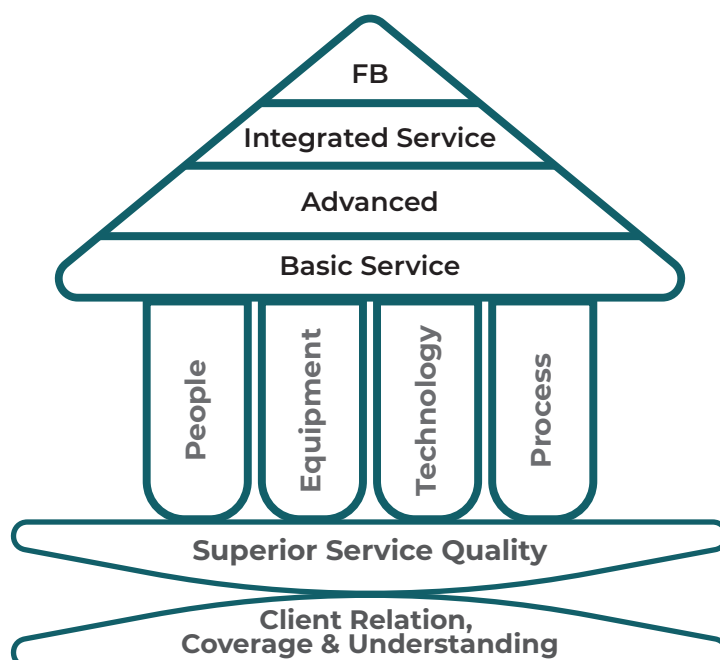 FB
Integrated Service
Advanced
Basic Service
People
Equipment
Technology
Process
Superior Service Quality
Client Relation,
Coverage & Understanding